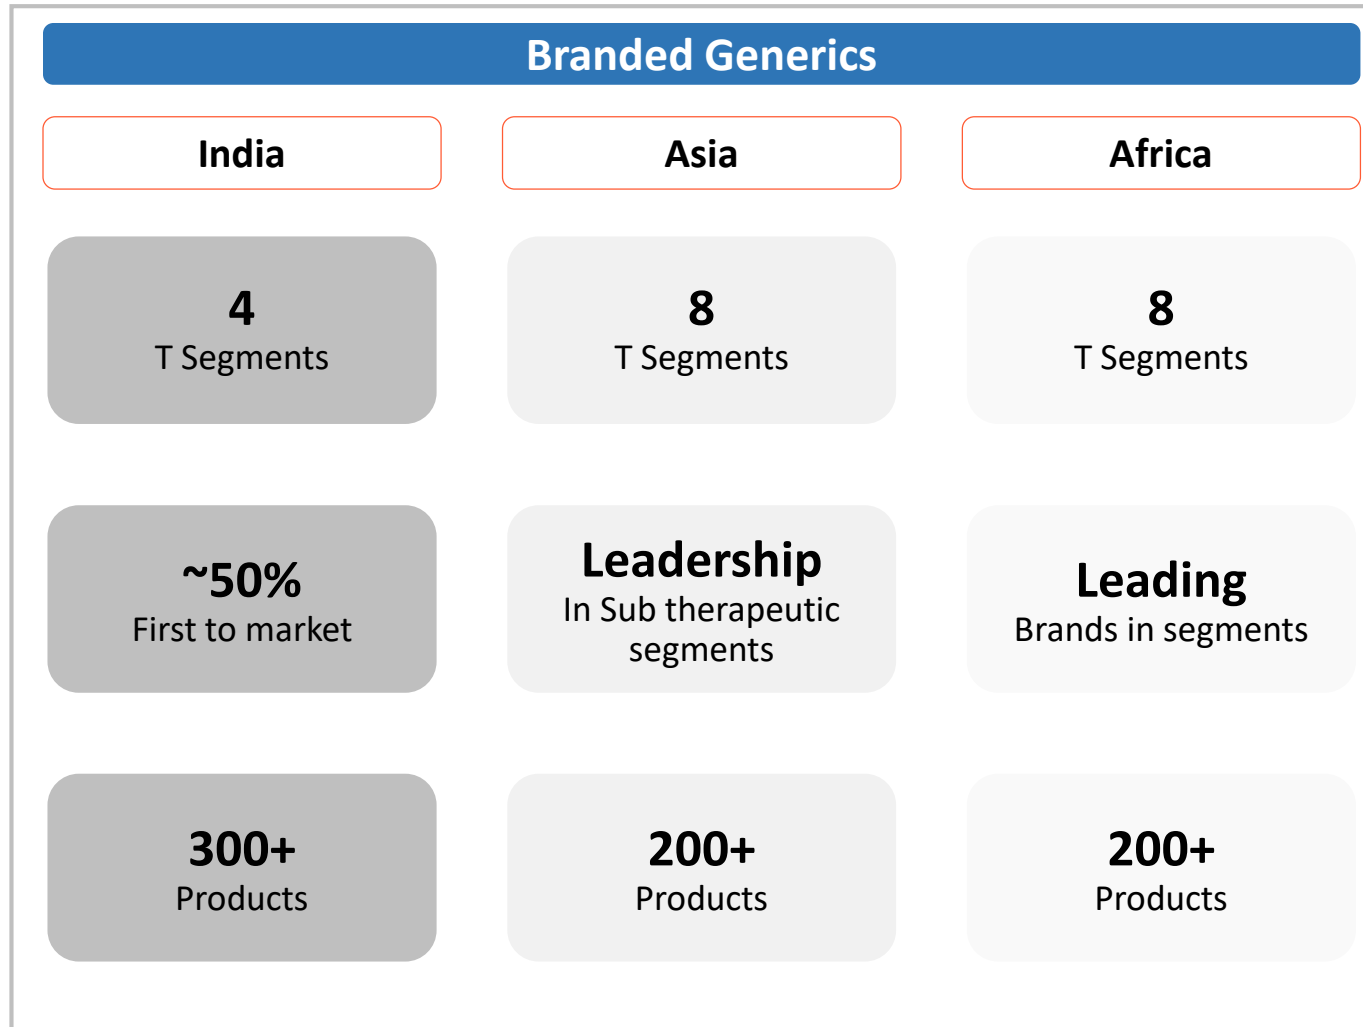 Branded Generics
India
Asia
Africa
4
T Segments
8
T Segments
8
T Segments
~50%
First to market
Leadership
In Sub therapeutic
segments
Leading
Brands in segments
300+
Products
200+
Products
200+
Products